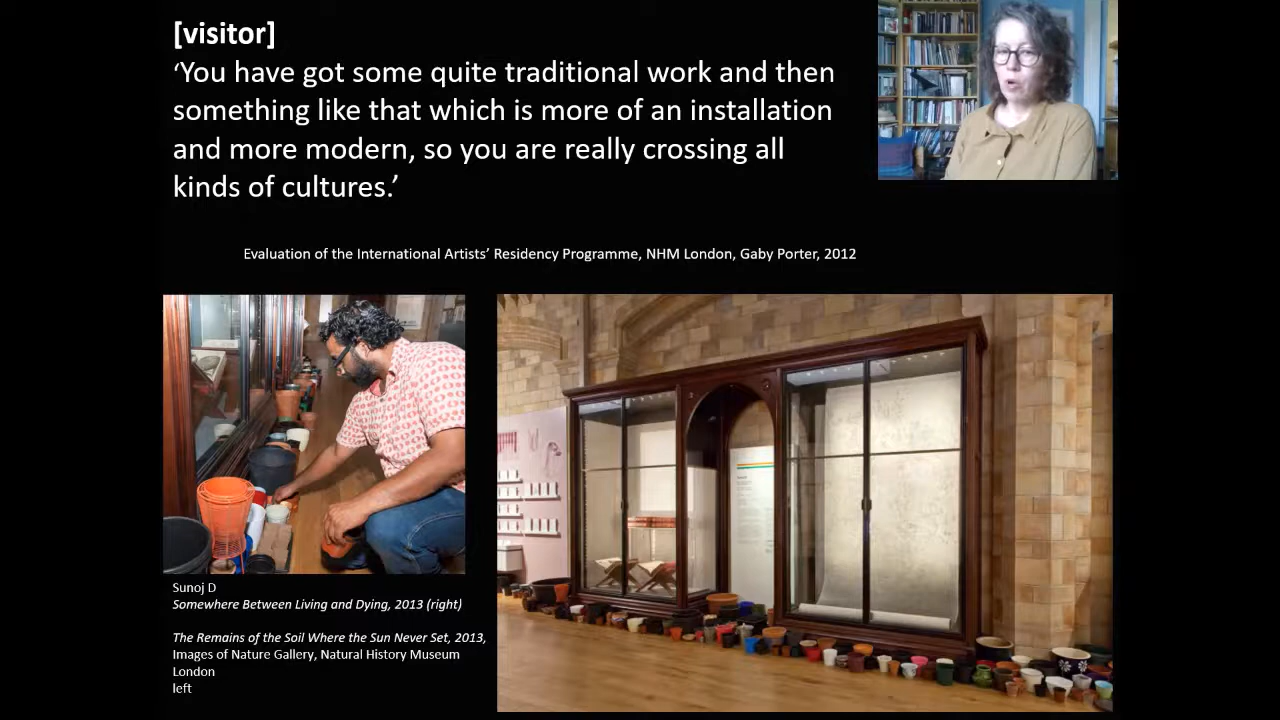 [visitor]
‘You have got some quite traditional work and then
something like that which is more of an installation
and more modern, so you are really crossing all
kinds of cultures.’
Evaluation of the International Artists’ Residency Programme, NHM London, Gaby Porter, 2012
Sunoj D
Somewhere Between Living and Dying, 2013 (right)
The Remains of the Soil Where the Sun Never Set, 2013,
Images of Nature Gallery, Natural History Museum
London
left